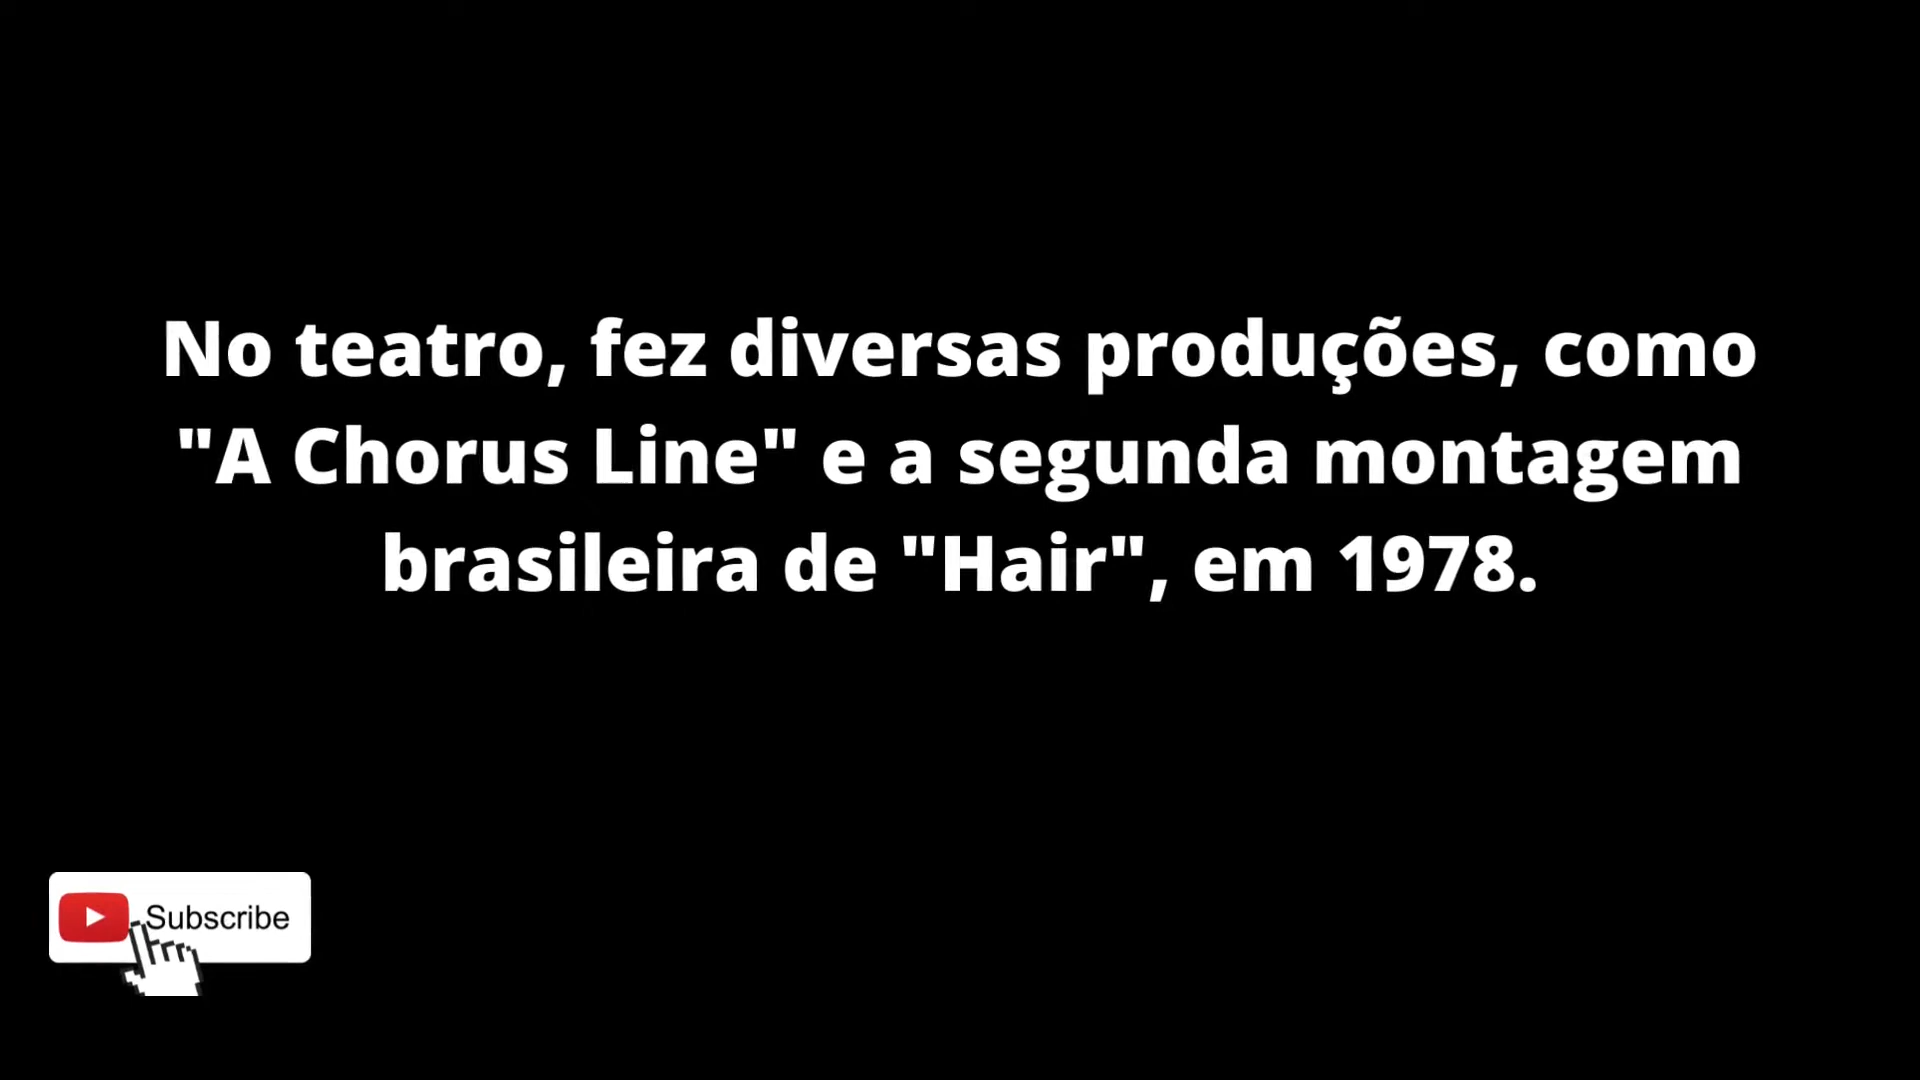 No teatro, fez diversas produções, como
"A Chorus Line" e a segunda montagem
brasileira de "Hair", em 1978.
Subscribe